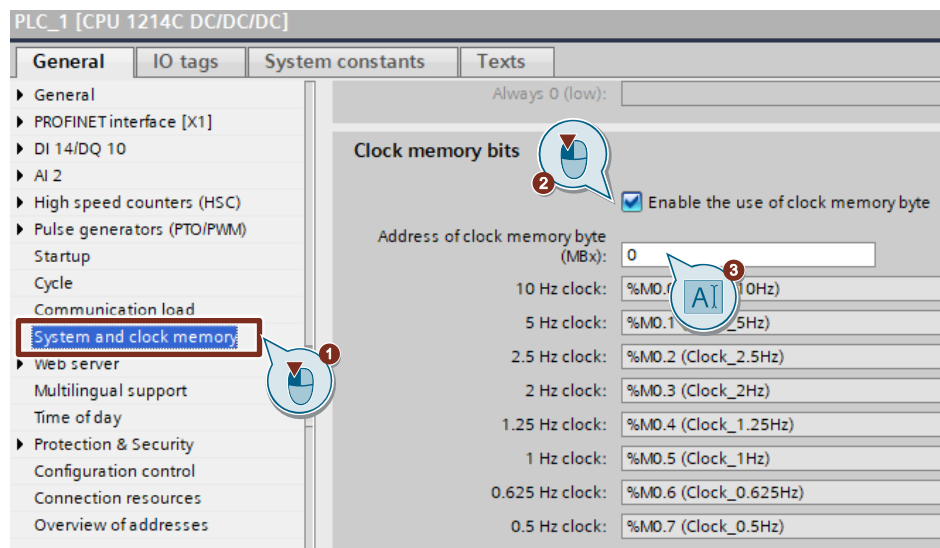 PLC_1 [CPU 1214C DC/DC/DC]
General
IO tags
System constants
Texts
General
PROFINET interface [X1]
DI 14/DQ 10
AI 2
High speed counters (HSC)
Pulse generators (PTO/PWM)
Startup
Cycle
Communication load
System and clock memory
Web server
Multilingual support
Time of day
Protection & Security
Configuration control
Connection resources
Overview of addresses
1
Always 0 (low):
Clock memory bits
2
Enable the use of clock memory byte
Address of clock memory byte
(MBx):
0
3
AI
10 Hz clock:
10Hz)
5 Hz clock:
%M0.1
_5Hz)
2.5 Hz clock:
%M0.2 (Clock_2.5Hz)
2 Hz clock:
%M0.3 (Clock_2Hz)
1.25 Hz clock:
%M0.4 (Clock_1.25Hz)
1 Hz clock:
%M0.5 (Clock_1Hz)
0.625 Hz clock:
%M0.6 (Clock_0.625Hz)
0.5 Hz clock:
%M0.7 (Clock_0.5Hz)